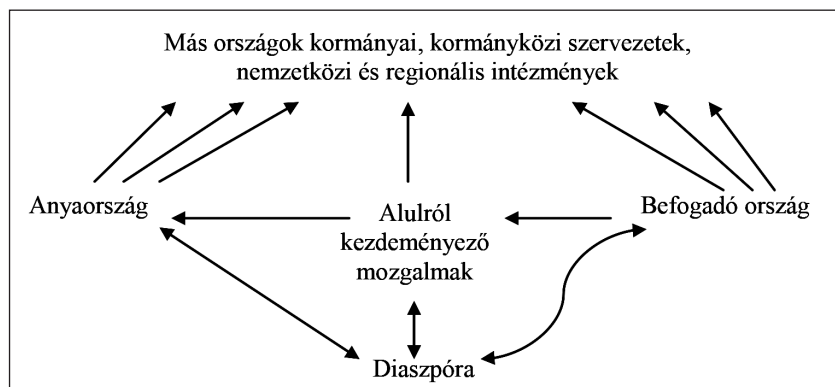 Más országok kormányai, kormányközi szervezetek,
nemzetközi és regionális intézmények
Anyaország
Alulról
kezdeményező
mozgalmak
Befogadó ország
Diaszpóra